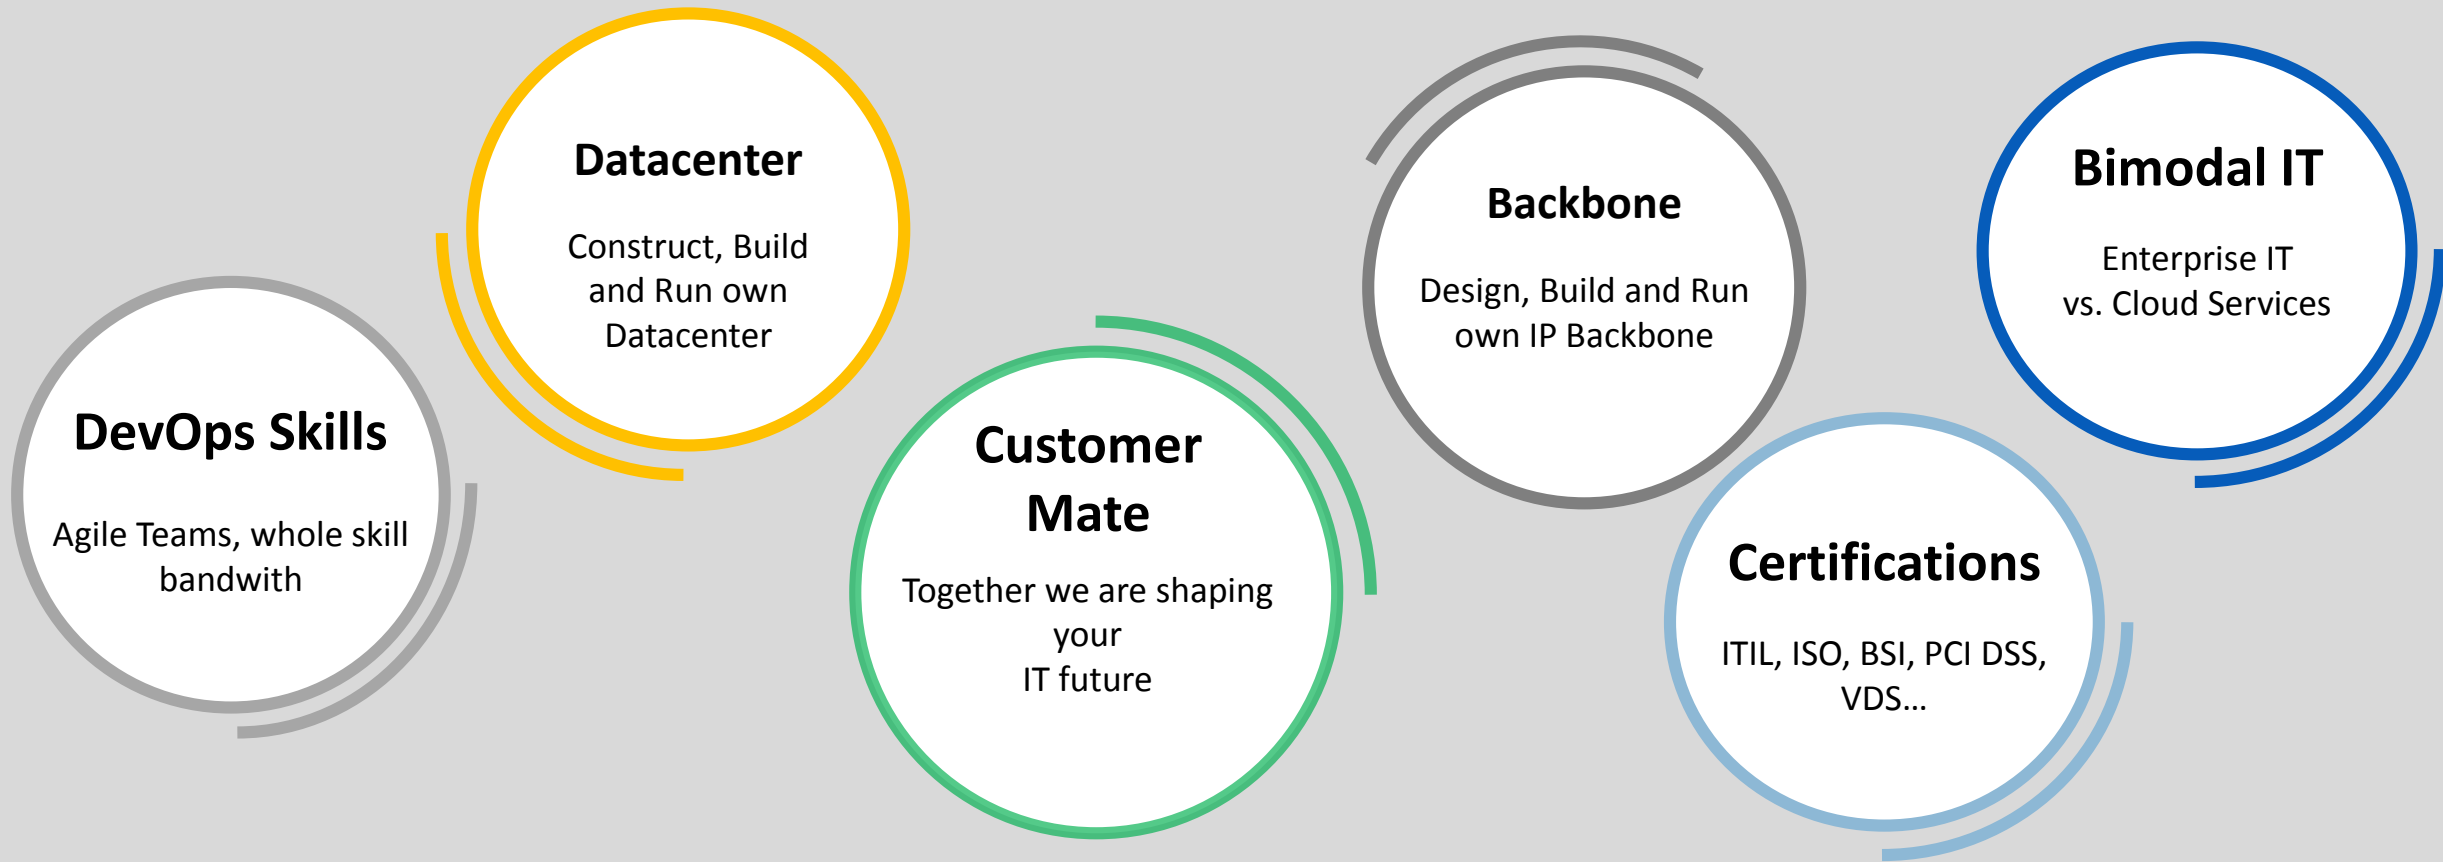 DevOps Skills
Agile Teams, whole skill
bandwith
Datacenter
Construct, Build
and Run own
Datacenter
Customer
Mate
Together we are shaping
your
IT future
Backbone
Design, Build and Run
own IP Backbone
Certifications
ITIL, ISO, BSI, PCI DSS,
VDS...
Bimodal IT
Enterprise IT
vs. Cloud Services